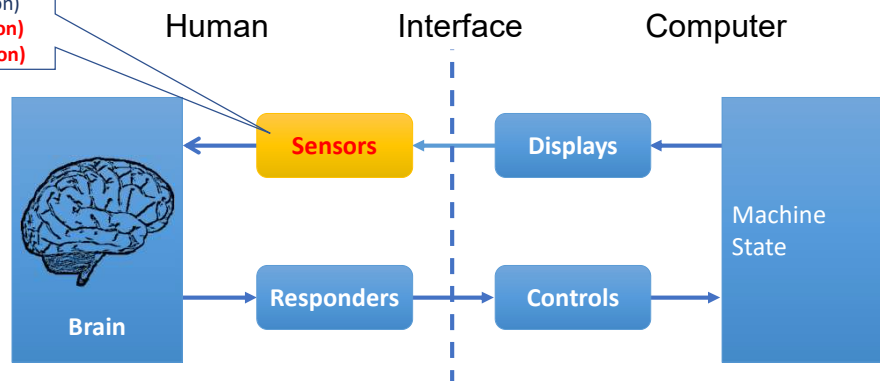 on)
on)
on)
Human Interface Computer
Sensors Displays
Machine
State
Responders Controls
Brain